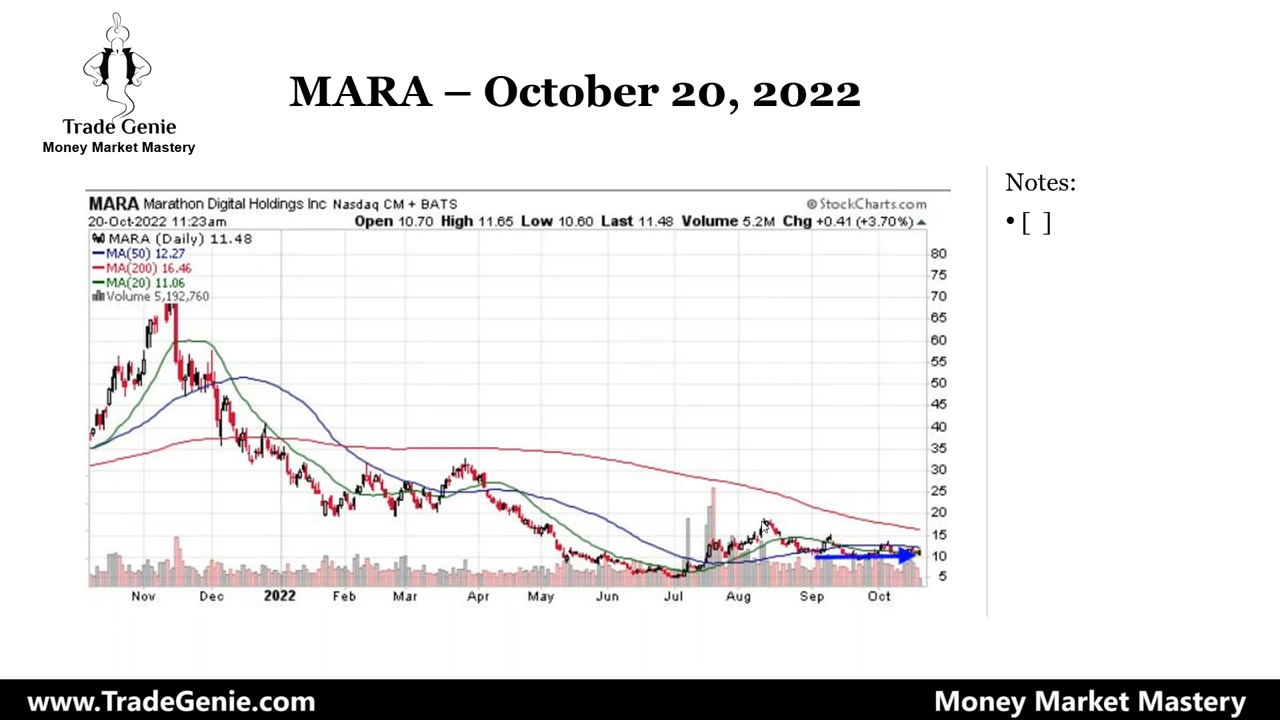 Trade Genie
Money Market Mastery
MARA – October 20, 2022
MARA Marathon Digital Holdings Inc Nasdaq CM + BATS
© StockCharts.com
20-Oct-2022 11:23am
Open 10.70 High 11.65 Low 10.60 Last 11.48 Volume 5.2M Chg +0.41 (+3.70%)
MARA (Daily) 11.48
MA(50) 12.27
MA(200) 16.46
MA(20) 11.06
Volume 5,192,760
80
75
70
65
60
55
50
45
40
35
30
25
20
15
10
5
Nov Dec 2022 Feb Mar Apr May Jun Jul Aug Sep Oct
Notes:
• [ ]
www.TradeGenie.com
Money Market Mastery